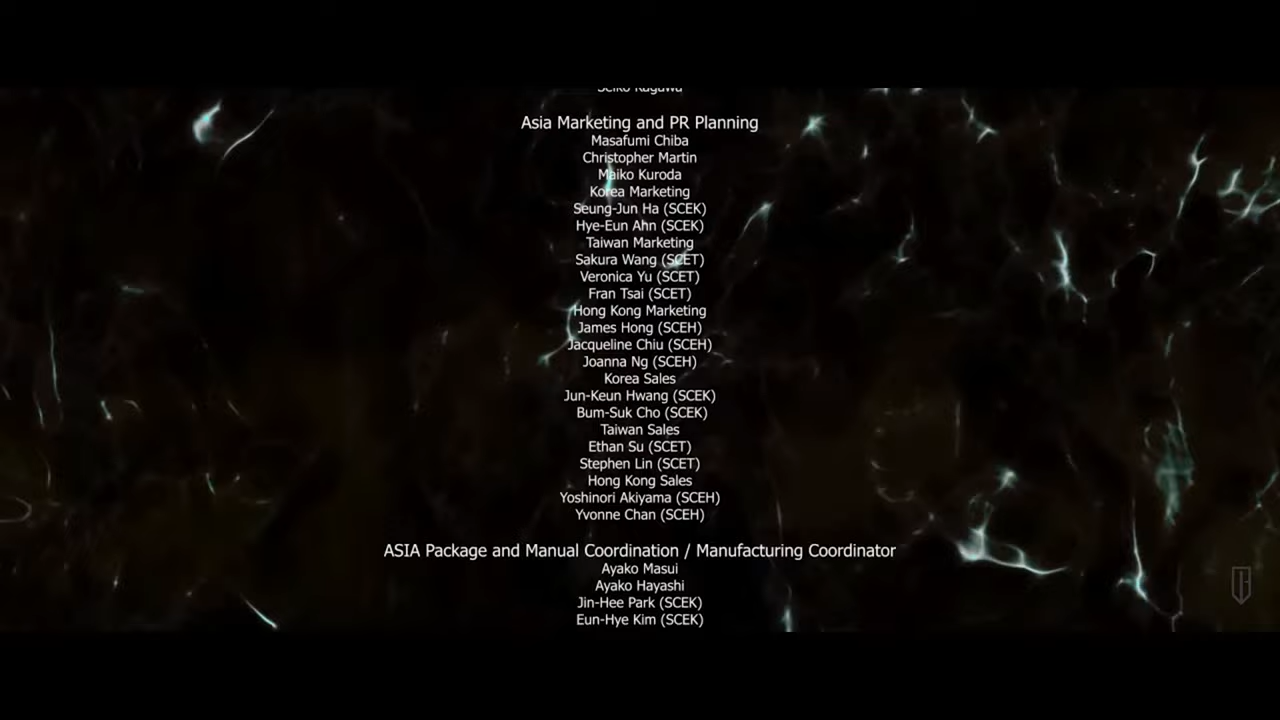 Seiko Kagawa
Asia Marketing and PR Planning
Masafumi Chiba
Christopher Martin
Maiko Kuroda
Korea Marketing
Seung-Jun Ha (SCEK)
Hye-Eun Ahn (SCEK)
Taiwan Marketing
Sakura Wang (SCET)
Veronica Yu (SCET)
Fran Tsai (SCET)
Hong Kong Marketing
James Hong (SCEH)
Jacqueline Chiu (SCEH)
Joanna Ng (SCEH)
Korea Sales
Jun-Keun Hwang (SCEK)
Bum-Suk Cho (SCEK)
Taiwan Sales
Ethan Su (SCET)
Stephen Lin (SCET)
Hong Kong Sales
Yoshinori Akiyama (SCEH)
Yvonne Chan (SCEH)
ASIA Package and Manual Coordination / Manufacturing Coordinator
Ayako Masui
Ayako Hayashi
Jin-Hee Park (SCEK)
Eun-Hye Kim (SCEK)